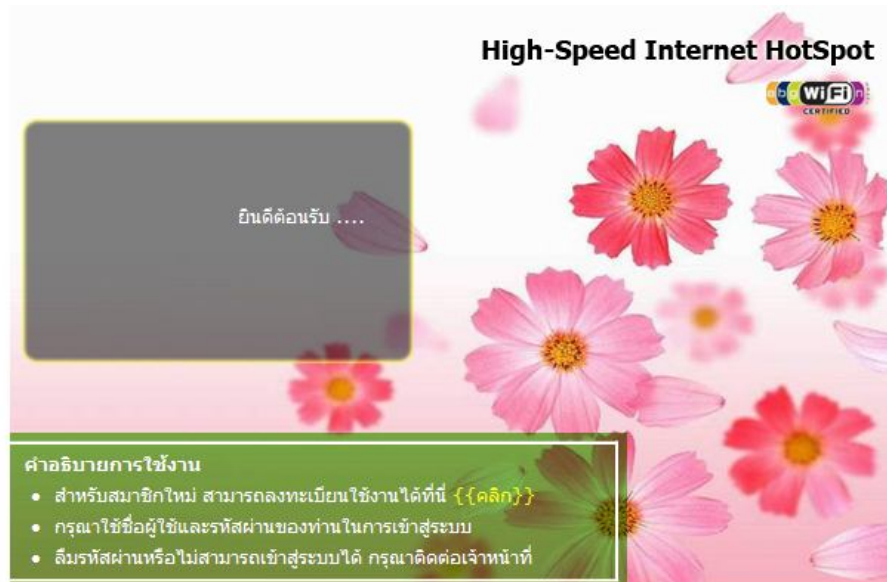 High-Speed Internet HotSpot
a b g Wi Fi n
CERTIFIED
ยินดีต้อนรับ ....
คำอธิบายการใช้งาน
• สำหรับสมาชิกใหม่ สามารถลงทะเบียนใช้งานได้ที่นี่ {{คลิก}}
• กรุณาใช้ชื่อผู้ใช้และรหัสผ่านของท่านในการเข้าสู่ระบบ
• ลืมรหัสผ่านหรือไม่สามารถเข้าสู่ระบบได้ กรุณาติดต่อเจ้าหน้าที่